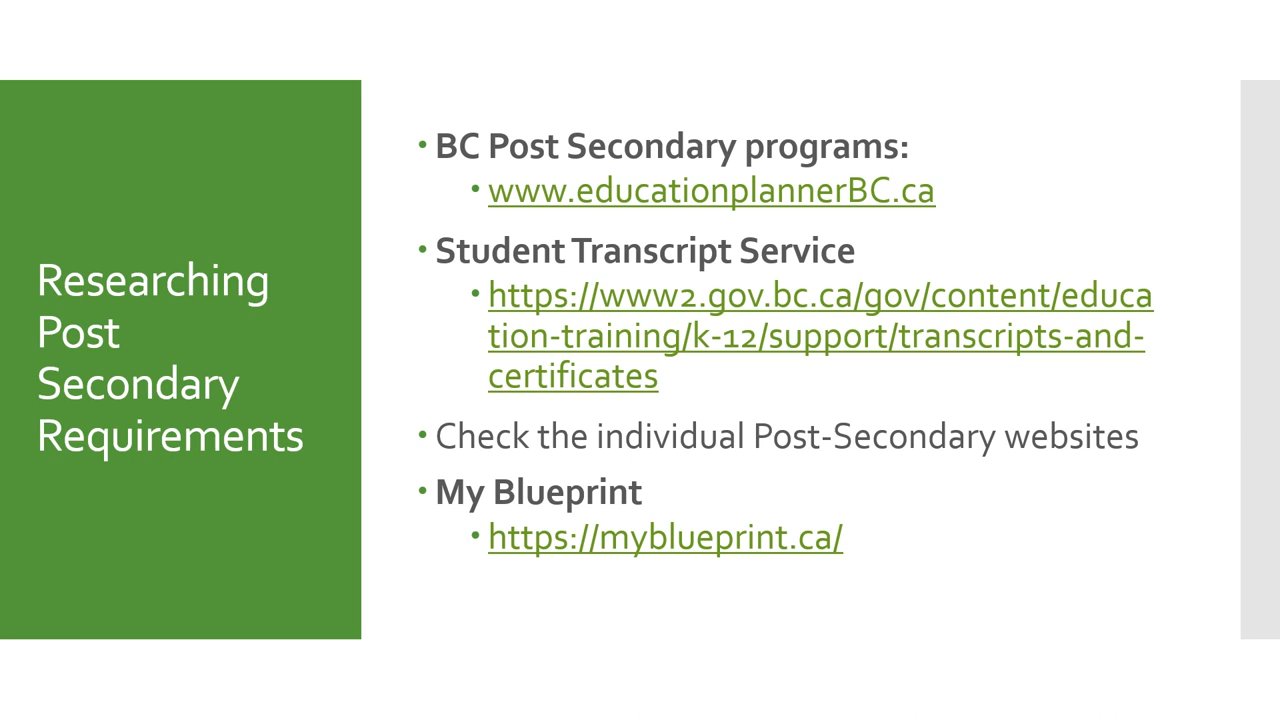 Researching
Post
Secondary
Requirements
• BC Post Secondary programs:
• www.educationplannerBC.ca
• Student Transcript Service
• https://www2.gov.bc.ca/gov/content/educa
tion-training/k-12/support/transcripts-and-
certificates
• Check the individual Post-Secondary websites
• My Blueprint
• https://myblueprint.ca/